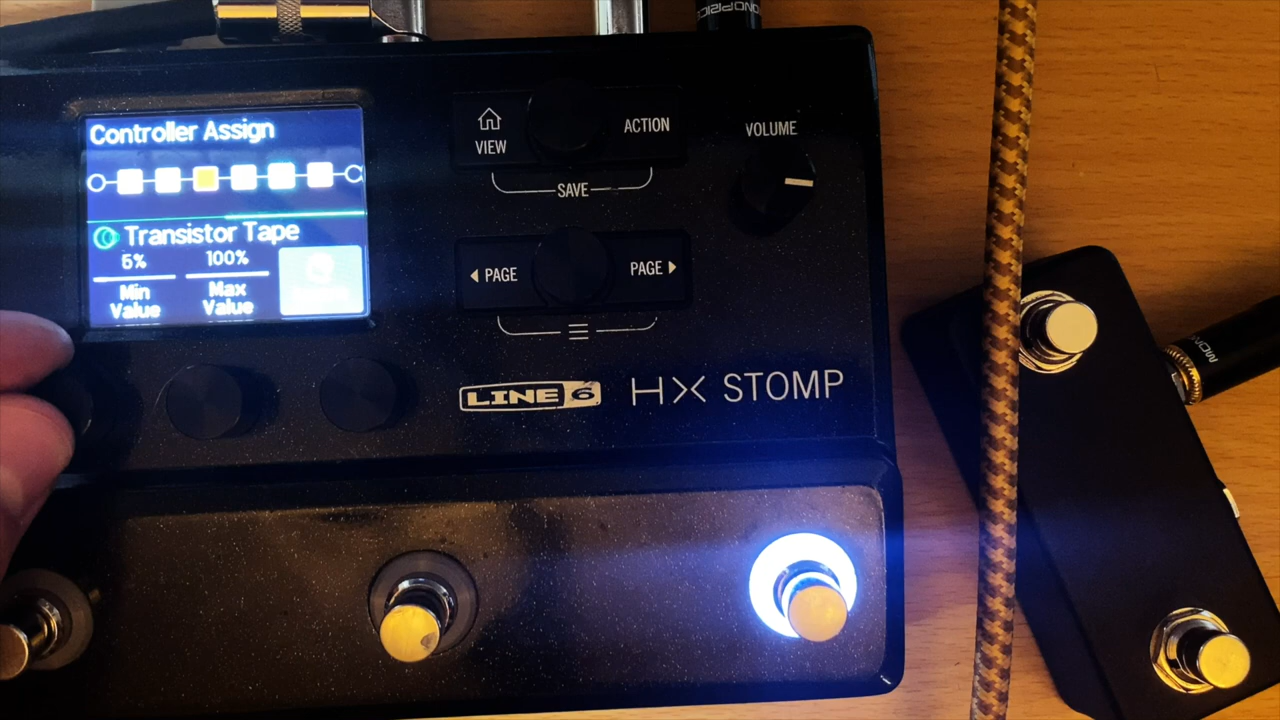 MONOPRICE
Controller Assign
Transistor Tape
5%
100%
Min
Value
Max
Value
VIEW
ACTION
SAVE
PAGE
PAGE
VOLUME
LINE 6
HX STOMP